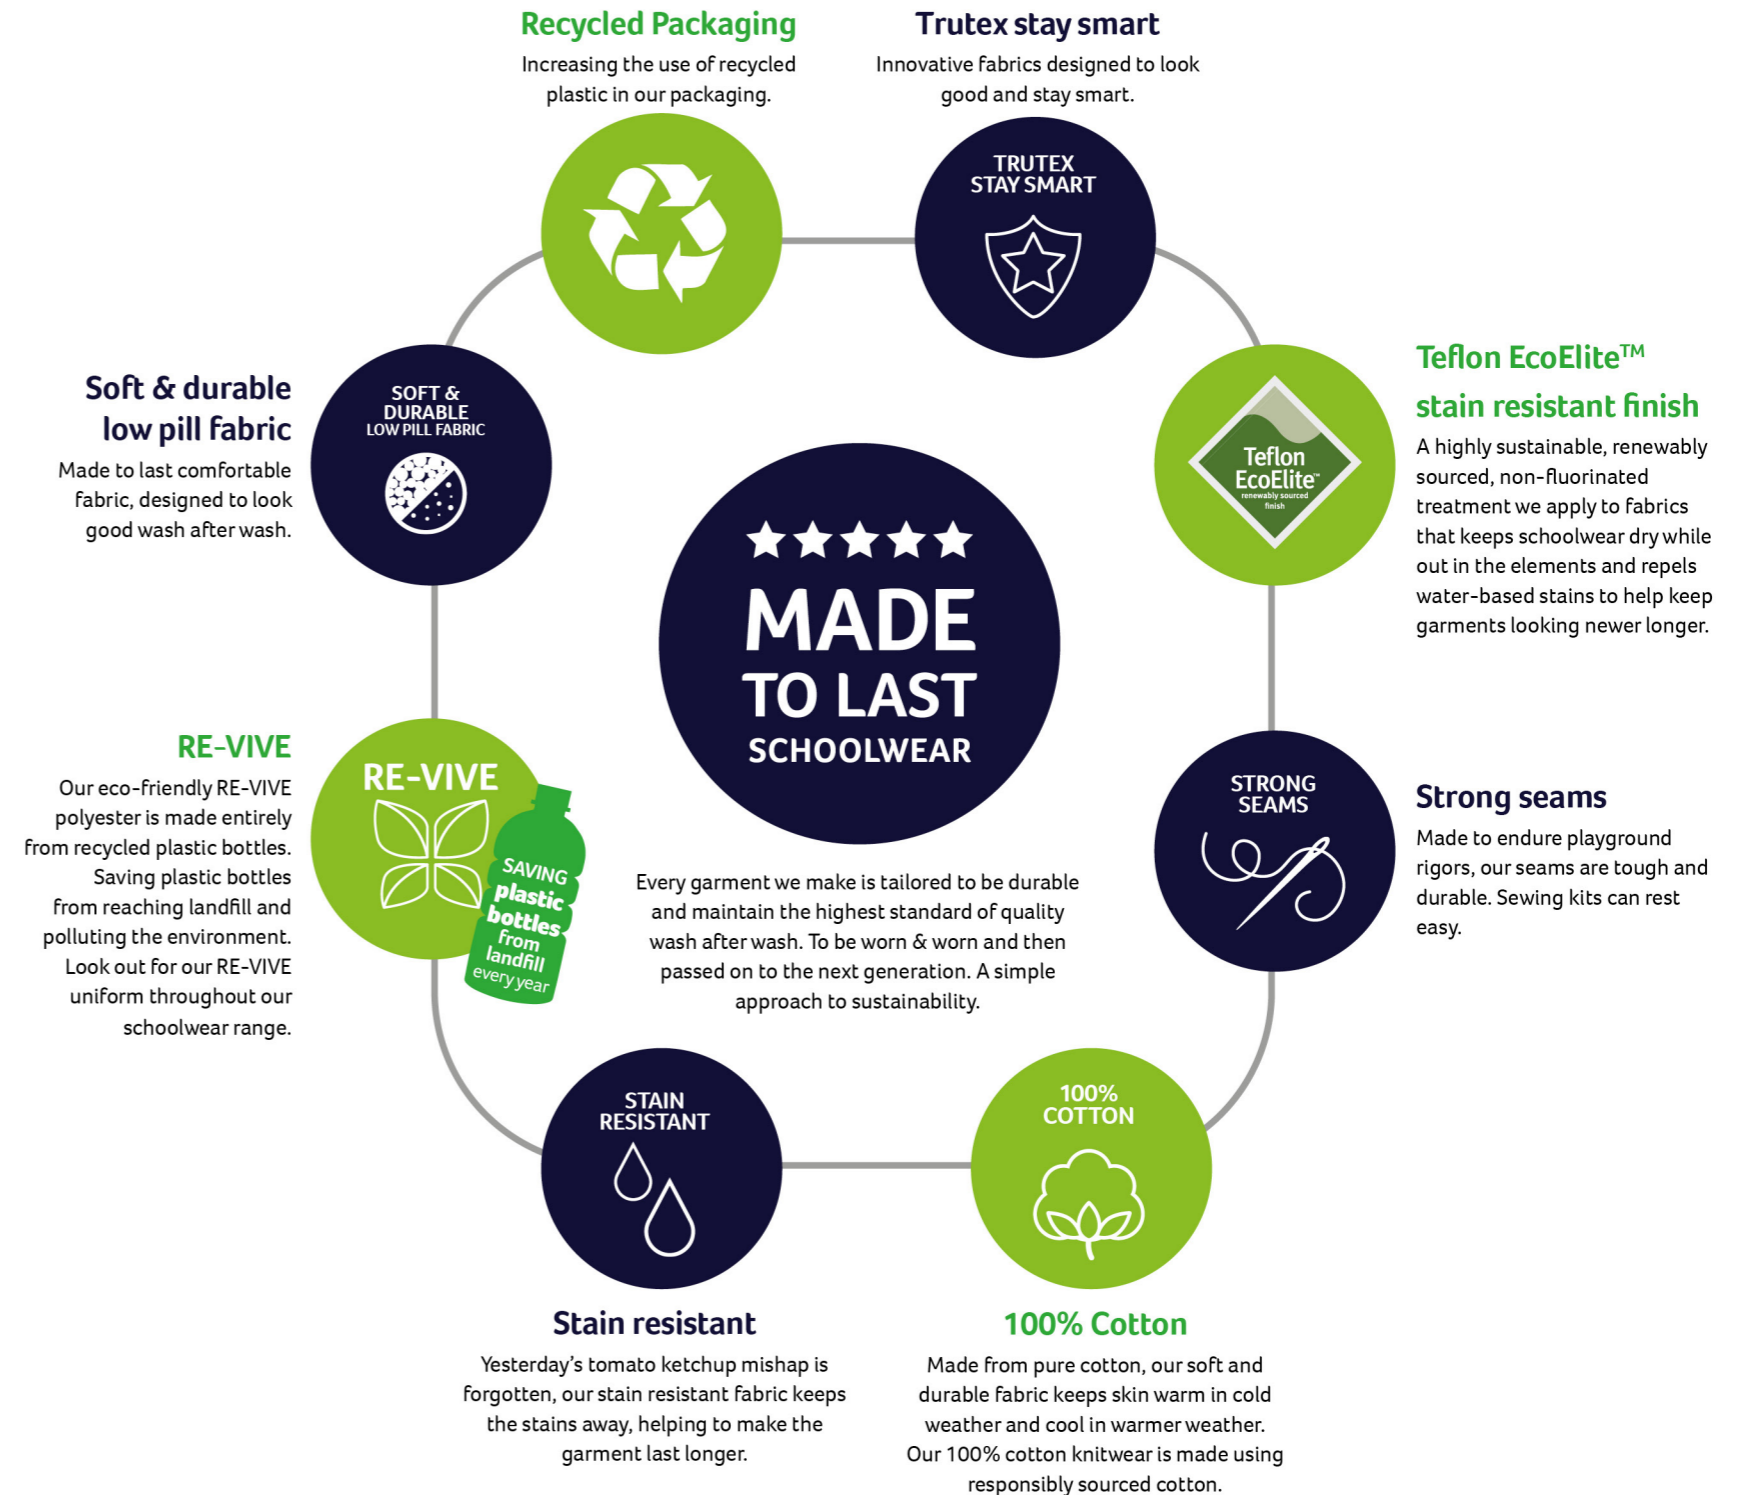 Recycled Packaging
Increasing the use of recycled
plastic in our packaging.
Trutex stay smart
Innovative fabrics designed to look
good and stay smart.
TRUTEX
STAY SMART
Teflon EcoElite™
stain resistant finish
A highly sustainable, renewably
sourced, non-fluorinated
treatment we apply to fabrics
that keeps schoolwear dry while
out in the elements and repels
water-based stains to help keep
garments looking newer longer.
Teflon
EcoElite™
renewably sourced
finish
Soft & durable
low pill fabric
Made to last comfortable
fabric, designed to look
good wash after wash.
SOFT &
DURABLE
LOW PILL FABRIC
MADE
TO LAST
SCHOOLWEAR
Every garment we make is tailored to be durable
and maintain the highest standard of quality
wash after wash. To be worn & worn and then
passed on to the next generation. A simple
approach to sustainability.
RE-VIVE
Our eco-friendly RE-VIVE
polyester is made entirely
from recycled plastic bottles.
Saving plastic bottles
from reaching landfill and
polluting the environment.
Look out for our RE-VIVE
uniform throughout our
schoolwear range.
RE-VIVE
SAVING
plastic
bottles
from
landfill
every year
STRONG
SEAMS
Strong seams
Made to endure playground
rigors, our seams are tough and
durable. Sewing kits can rest
easy.
STAIN
RESISTANT
Stain resistant
Yesterday's tomato ketchup mishap is
forgotten, our stain resistant fabric keeps
the stains away, helping to make the
garment last longer.
100%
COTTON
100% Cotton
Made from pure cotton, our soft and
durable fabric keeps skin warm in cold
weather and cool in warmer weather.
Our 100% cotton knitwear is made using
responsibly sourced cotton.